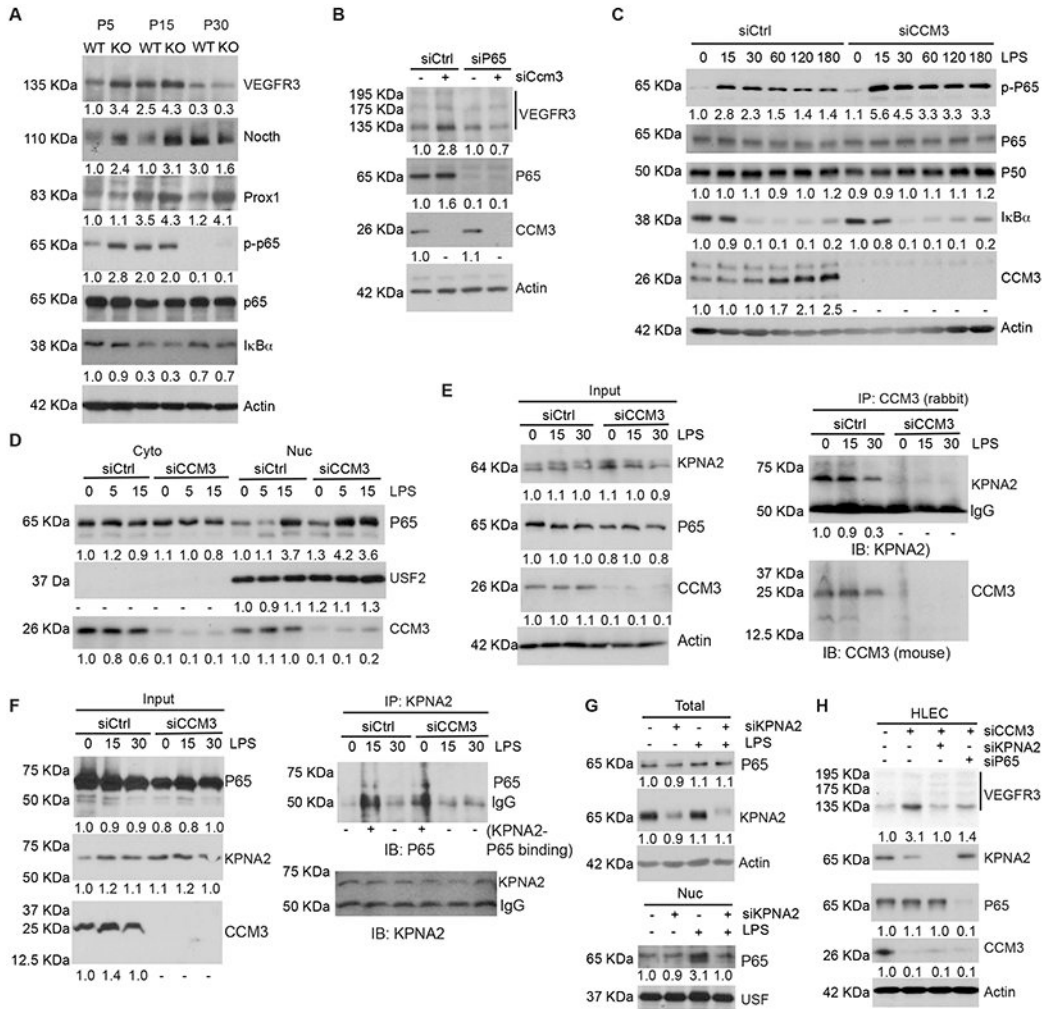 A
P5 P15 P30
WT KO WT KO WT KO
135 KDa VEGFR3
1.0 3.4 2.5 4.3 0.3 0.3
110 KDa Nocth
1.0 2.4 1.0 3.1 3.0 1.6
83 KDa Prox1
1.0 1.1 3.5 4.3 1.2 4.1
65 KDa p-p65
1.0 2.8 2.0 2.0 0.1 0.1
65 KDa p65
38 KDa IκBα
1.0 0.9 0.3 0.3 0.7 0.7
42 KDa Actin
B
siCtrl siP65
- + - + siCcm3
195 KDa
175 KDa VEGFR3
135 KDa
1.0 2.8 1.0 0.7
65 KDa P65
1.0 1.6 0.1 0.1
26 KDa CCM3
1.0 - 1.1 -
42 KDa Actin
C
siCtrl siCCM3
0 15 30 60 120 180 0 15 30 60 120 180 LPS
65 KDa p-P65
1.0 2.8 2.3 1.5 1.4 1.4 1.1 5.6 4.5 3.3 3.3 3.3
65 KDa P65
50 KDa P50
1.0 1.0 1.1 0.9 1.0 1.2 0.9 0.9 1.0 1.1 1.1 1.2
38 KDa IκBα
1.0 0.9 0.1 0.1 0.1 0.2 1.0 0.8 0.1 0.1 0.1 0.2
26 KDa CCM3
1.0 1.0 1.0 1.7 2.1 2.5 - - - - - -
42 KDa Actin
D
Cyto Nuc
siCtrl siCCM3 siCtrl siCCM3
0 5 15 0 5 15 0 5 15 0 5 15 LPS
65 KDa P65
1.0 1.2 0.9 1.1 1.0 0.8 1.0 1.1 3.7 1.3 4.2 3.6
37 Da USF2
- - - - - - 1.0 0.9 1.1 1.2 1.1 1.3
26 KDa CCM3
1.0 0.8 0.6 0.1 0.1 0.1 1.0 1.1 1.0 0.1 0.1 0.2
E
Input
siCtrl siCCM3
0 15 30 0 15 30 LPS
64 KDa KPNA2
1.0 1.1 1.0 1.1 1.0 0.9
65 KDa P65
1.0 1.0 1.0 0.8 1.0 0.8
26 KDa CCM3
1.0 1.0 1.1 0.1 0.1 0.1
42 KDa Actin
IP: CCM3 (rabbit)
siCtrl siCCM3
0 15 30 0 15 30 LPS
75 KDa
KPNA2
50 KDa IgG
1.0 0.9 0.3 - - -
IB: KPNA2)
37 KDa
25 KDa CCM3
12.5 KDa
IB: CCM3 (mouse)
F
Input
siCtrl siCCM3
0 15 30 0 15 30 LPS
75 KDa P65
50 KDa
1.0 0.9 0.9 0.8 0.8 1.0
75 KDa KPNA2
50 KDa
1.0 1.2 1.1 1.1 1.2 1.0
37 KDa
25 KDa CCM3
12.5 KDa
1.0 1.4 1.0 - - -
IP: KPNA2
siCtrl siCCM3
0 15 30 0 15 30 LPS
75 KDa
P65
50 KDa IgG
- + - + - - (KPNA2-
IB: P65 P65 binding)
75 KDa KPNA2
50 KDa IgG
IB: KPNA2
G
Total
- + - + siKPNA2
- - + + LPS
65 KDa P65
1.0 0.9 1.1 1.1
65 KDa KPNA2
1.0 0.9 1.1 1.1
42 KDa Actin
Nuc
- + - + siKPNA2
- - + + LPS
65 KDa P65
1.0 0.9 3.1 1.0
37 KDa USF
H
HLEC
- + + + siCCM3
- - + - siKPNA2
- - - + siP65
195 KDa
175 KDa VEGFR3
135 KDa
1.0 3.1 1.0 1.4
65 KDa KPNA2
65 KDa P65
1.0 1.1 1.0 0.1
26 KDa CCM3
1.0 0.1 0.1 0.1
42 KDa Actin